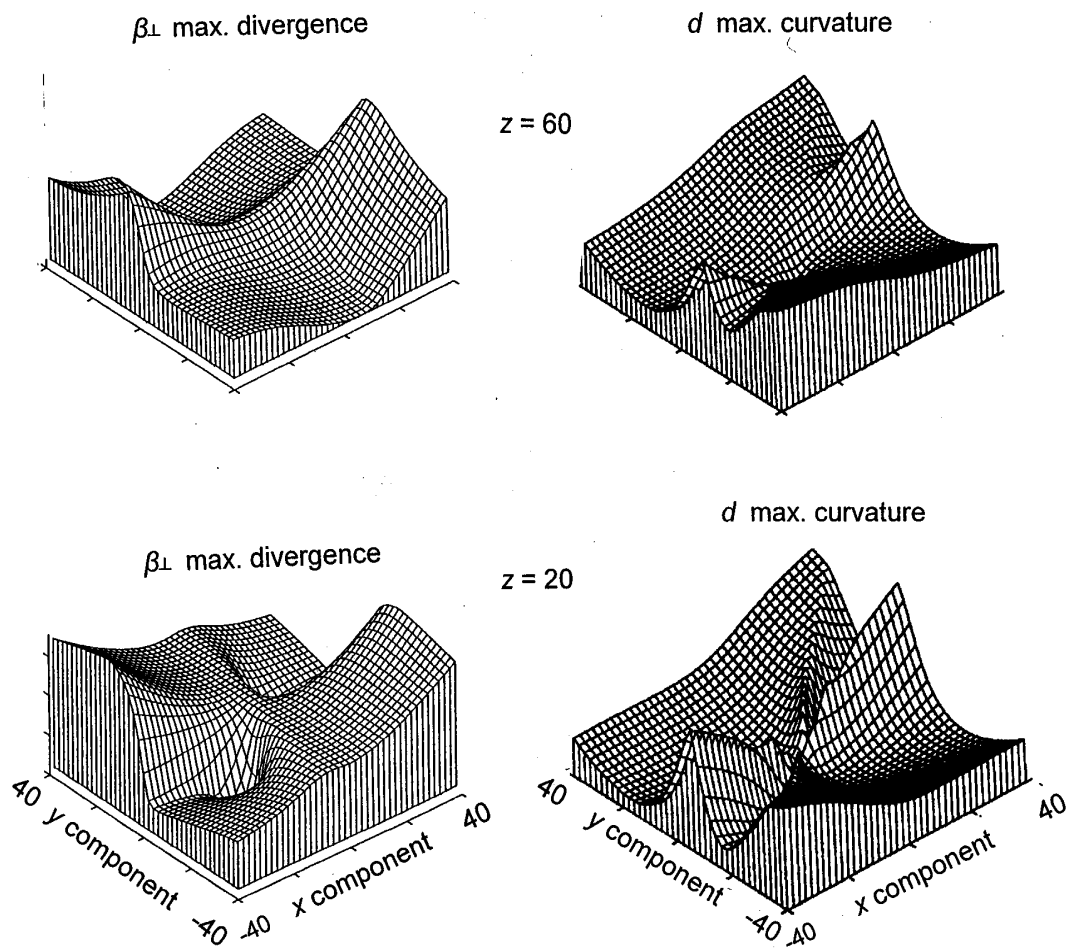 β⊥ max. divergence
d max. curvature
z = 60
d max. curvature
β⊥ max. divergence
z = 20
40
y component
-40
-40
x component
40
40
y component
-40
-40
x component
40